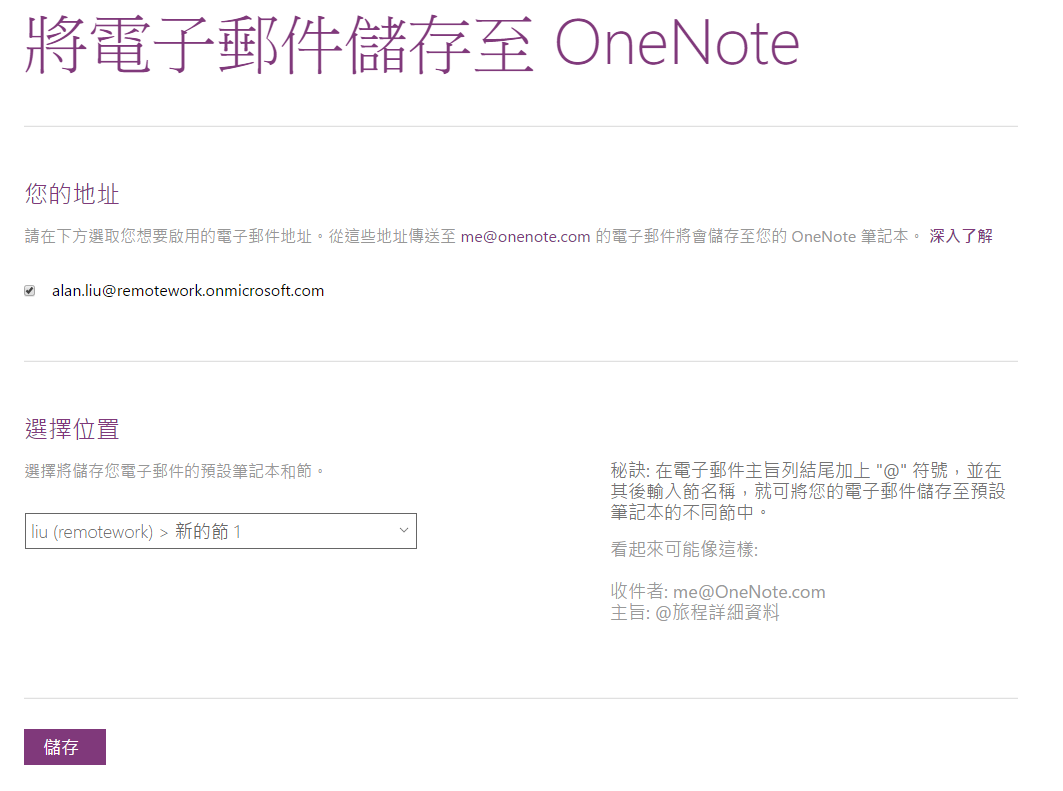 將電子郵件儲存至 OneNote
您的地址
請在下方選取您想要啟用的電子郵件地址。從這些地址傳送至 me@onenote.com 的電子郵件將會儲存至您的 OneNote 筆記本。 深入了解
alan.liu@remotework.onmicrosoft.com
選擇位置
選擇將儲存您電子郵件的預設筆記本和節。
liu (remotework) > 新的節 1
秘訣: 在電子郵件主旨列結尾加上 "@" 符號，並在
其後輸入節名稱，就可將您的電子郵件儲存至預設
筆記本的不同節中。
看起來可能像這樣:
收件者: me@OneNote.com
主旨: @旅程詳細資料
儲存